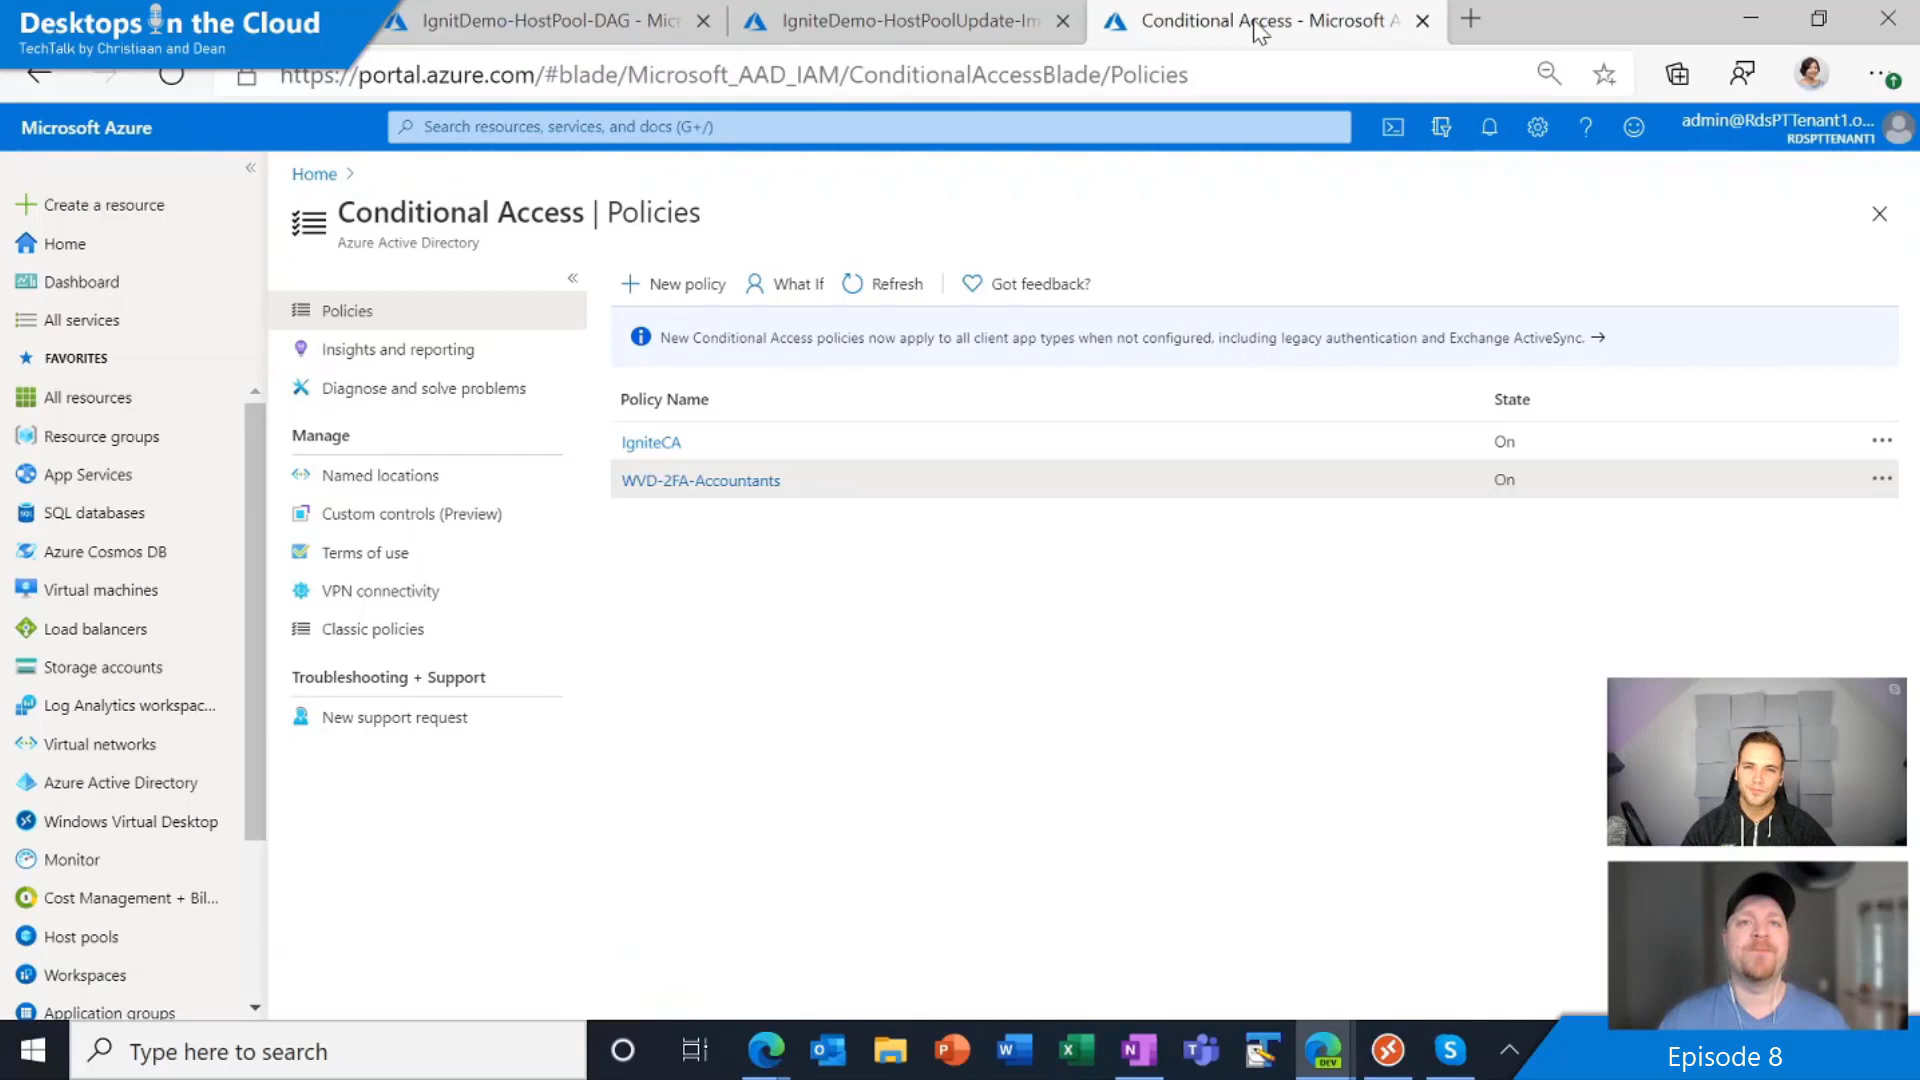 Desktops in the Cloud
TechTalk by Christiaan and Dean
IgnitDemo-HostPool-DAG - Micr
IgniteDemo-HostPoolUpdate-Im
Conditional Access - Microsoft A
https://portal.azure.com/#blade/Microsoft_AAD_IAM/ConditionalAccessBlade/Policies
Microsoft Azure
Search resources, services, and docs (G+/)
admin@RdsPTTenant1.o...
RDSPTTENANT1
Create a resource
Home
Dashboard
All services
FAVORITES
All resources
Resource groups
App Services
SQL databases
Azure Cosmos DB
Virtual machines
Load balancers
Storage accounts
Log Analytics workspac...
Virtual networks
Azure Active Directory
Windows Virtual Desktop
Monitor
Cost Management + Bil...
Host pools
Workspaces
Application groups
Home >
Conditional Access | Policies
Azure Active Directory
Policies
Insights and reporting
Diagnose and solve problems
Manage
Named locations
Custom controls (Preview)
Terms of use
VPN connectivity
Classic policies
Troubleshooting + Support
New support request
New policy
What If
Refresh
Got feedback?
New Conditional Access policies now apply to all client app types when not configured, including legacy authentication and Exchange ActiveSync. →
Policy Name
State
IgniteCA
On
WVD-2FA-Accountants
On
Type here to search
DEV
Episode 8